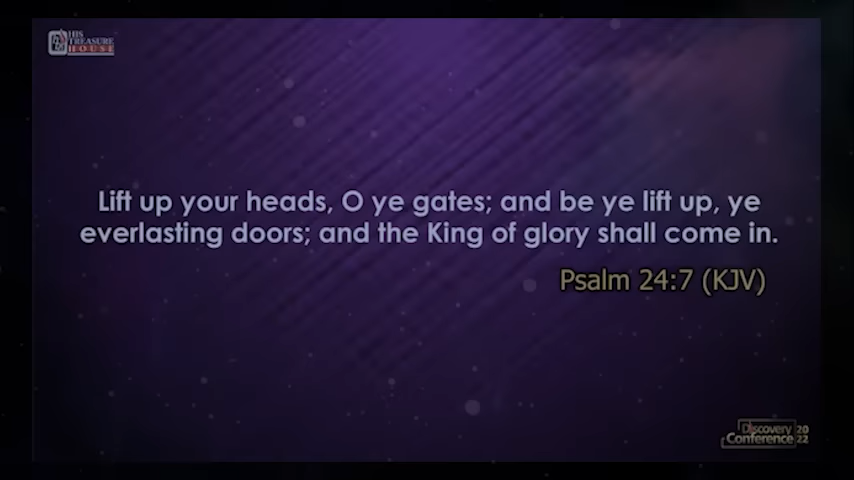 HIS
TREASURE
HOUSE
Lift up your heads, O ye gates; and be ye lift up, ye
everlasting doors; and the King of glory shall come in.
Psalm 24:7 (KJV)
Discovery 20
Conference 22